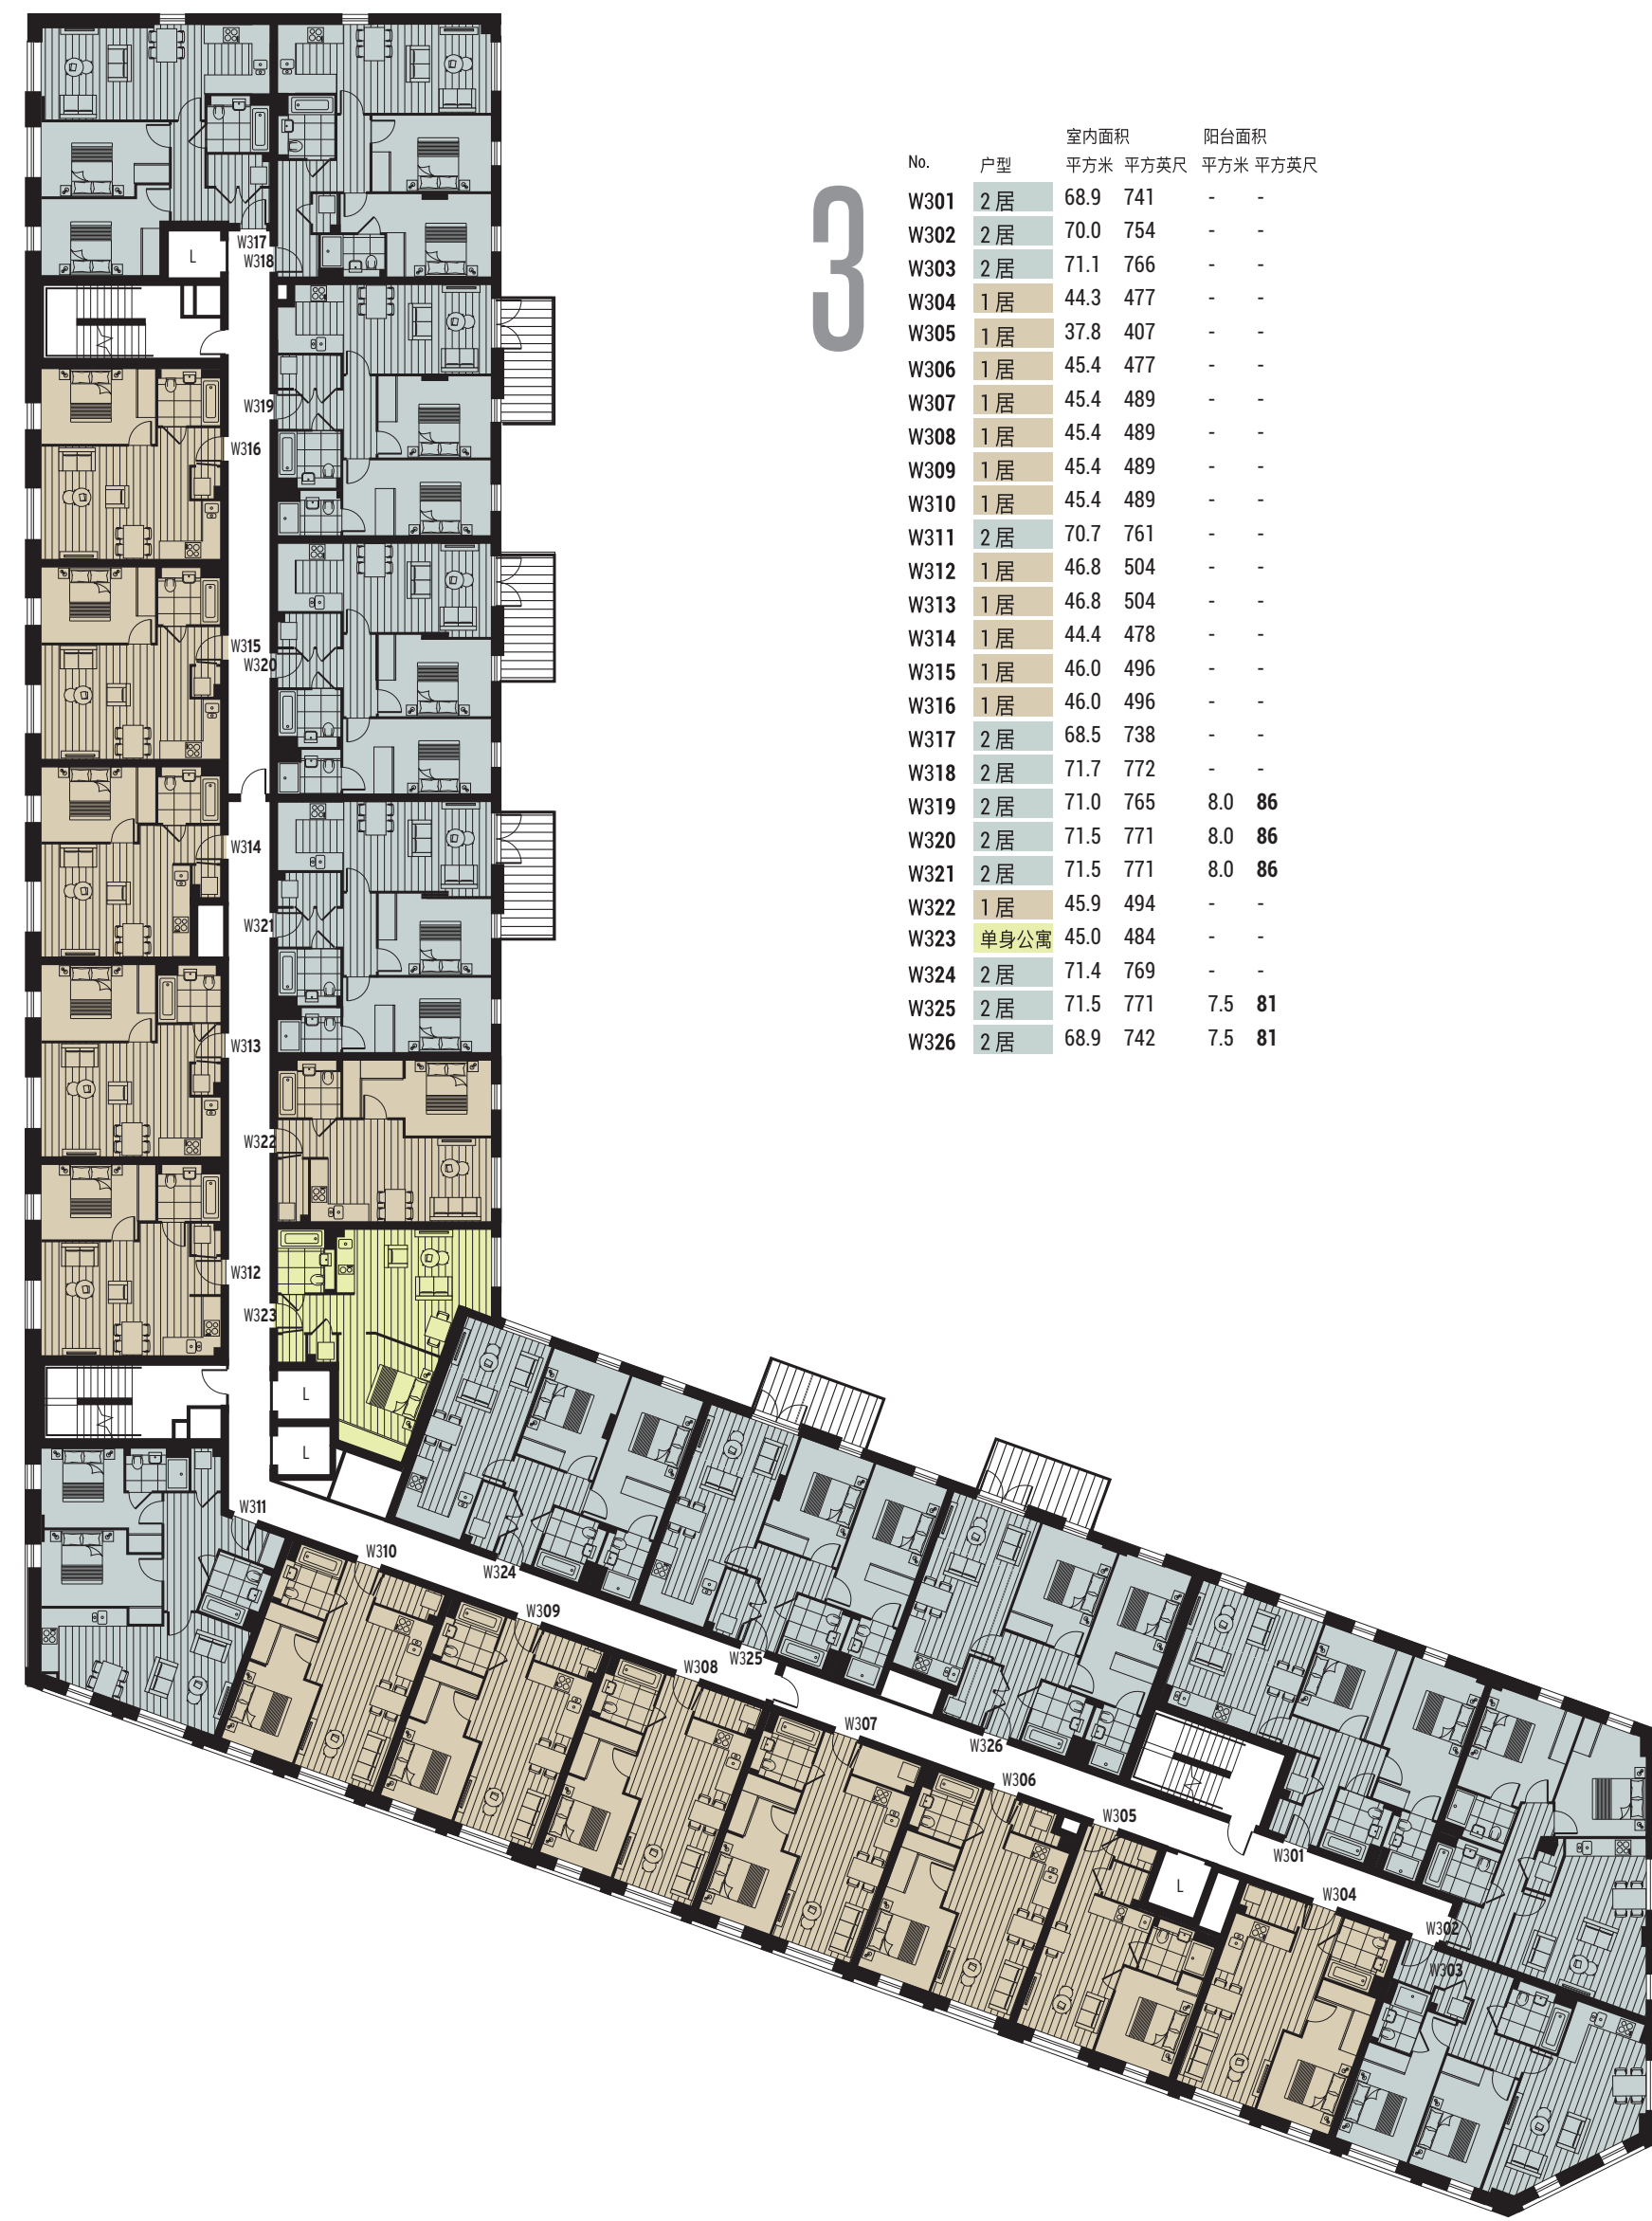 3
室内面积 阳台面积
No. 户型 平方米 平方英尺 平方米 平方英尺
W301 2 居 68.9 741 - -
W302 2 居 70.0 754 - -
W303 2 居 71.1 766 - -
W304 1 居 44.3 477 - -
W305 1 居 37.8 407 - -
W306 1 居 45.4 477 - -
W307 1 居 45.4 489 - -
W308 1 居 45.4 489 - -
W309 1 居 45.4 489 - -
W310 1 居 45.4 489 - -
W311 2 居 70.7 761 - -
W312 1 居 46.8 504 - -
W313 1 居 46.8 504 - -
W314 1 居 44.4 478 - -
W315 1 居 46.0 496 - -
W316 1 居 46.0 496 - -
W317 2 居 68.5 738 - -
W318 2 居 71.7 772 - -
W319 2 居 71.0 765 8.0 86
W320 2 居 71.5 771 8.0 86
W321 2 居 71.5 771 8.0 86
W322 1 居 45.9 494 - -
W323 单身公寓 45.0 484 - -
W324 2 居 71.4 769 - -
W325 2 居 71.5 771 7.5 81
W326 2 居 68.9 742 7.5 81
W317
L
W318
W319
W316
W315
W320
W314
W321
W313
W322
W312
W323
L
L
W311
W310
W324
W309
W325
W308
W307
W326
W306
W305
W301
L
W304
W302
W303